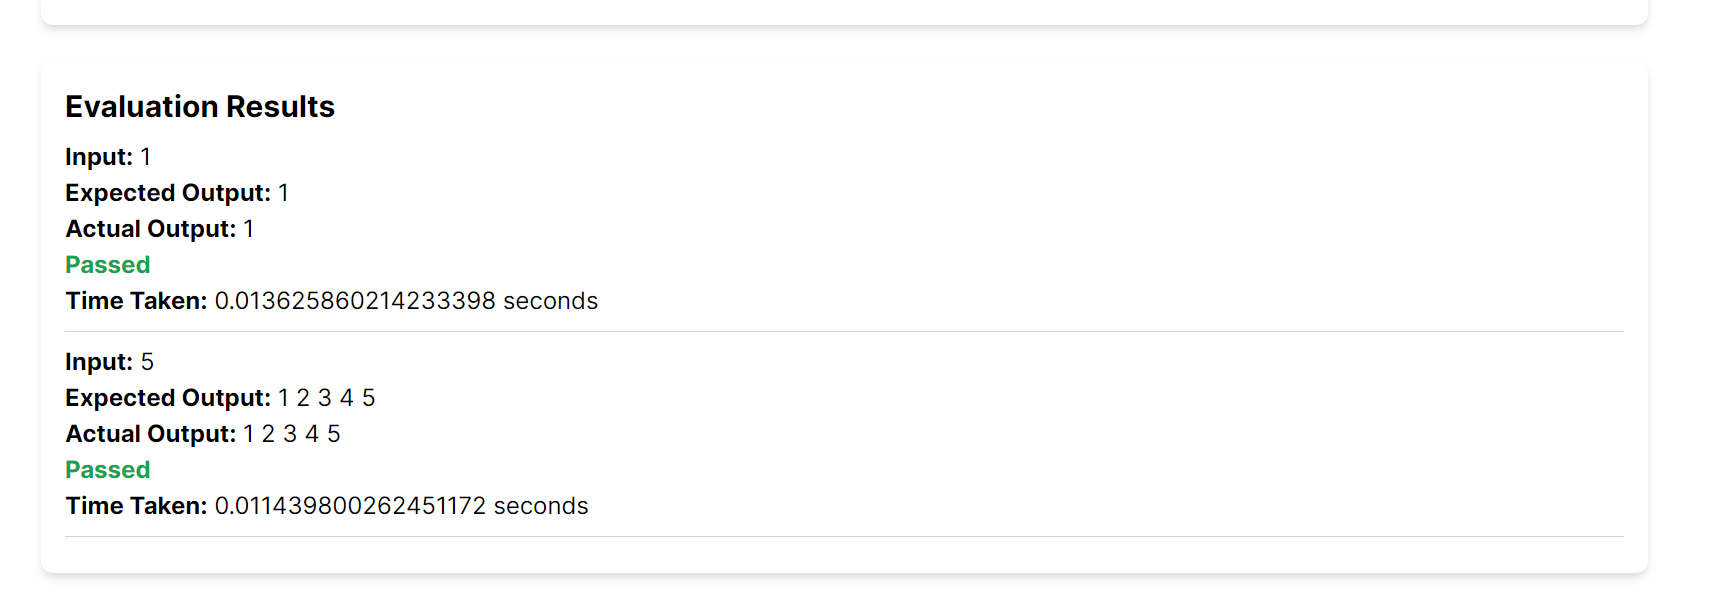 Evaluation Results
Input: 1
Expected Output: 1
Actual Output: 1
Passed
Time Taken: 0.013625860214233398 seconds
Input: 5
Expected Output: 1 2 3 4 5
Actual Output: 1 2 3 4 5
Passed
Time Taken: 0.011439800262451172 seconds